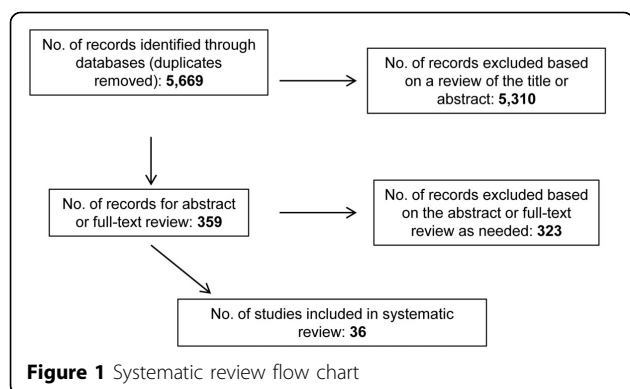 No. of records identified through
databases (duplicates
removed): 5,669
No. of records excluded based
on a review of the title or
abstract: 5,310
No. of records for abstract
or full-text review: 359
No. of records excluded based
on the abstract or full-text
review as needed: 323
No. of studies included in systematic
review: 36
Figure 1 Systematic review flow chart